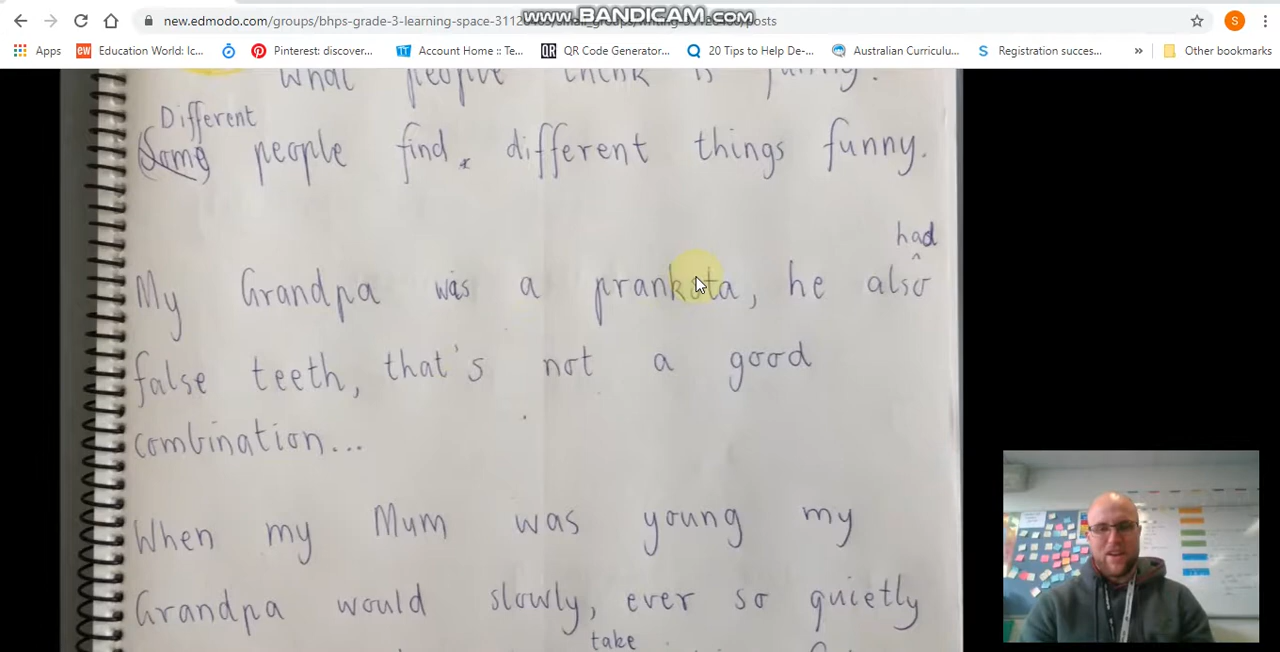 new.edmodo.com/groups/bhps-grade-3-learning-space-3112
www.BANDICAM.com
posts
Apps
Education World: Ic...
Pinterest: discover...
Account Home :: Te...
QR Code Generator...
20 Tips to Help De-...
Australian Curriculu...
Registration succes...
»
Other bookmarks
S
What people think is funny.
Different
Some people find different things funny.
had
My Grandpa was a pranksta, he also
false teeth, that's not a good
combination...
When my Mum was young my
Grandpa would slowly, ever so quietly
take